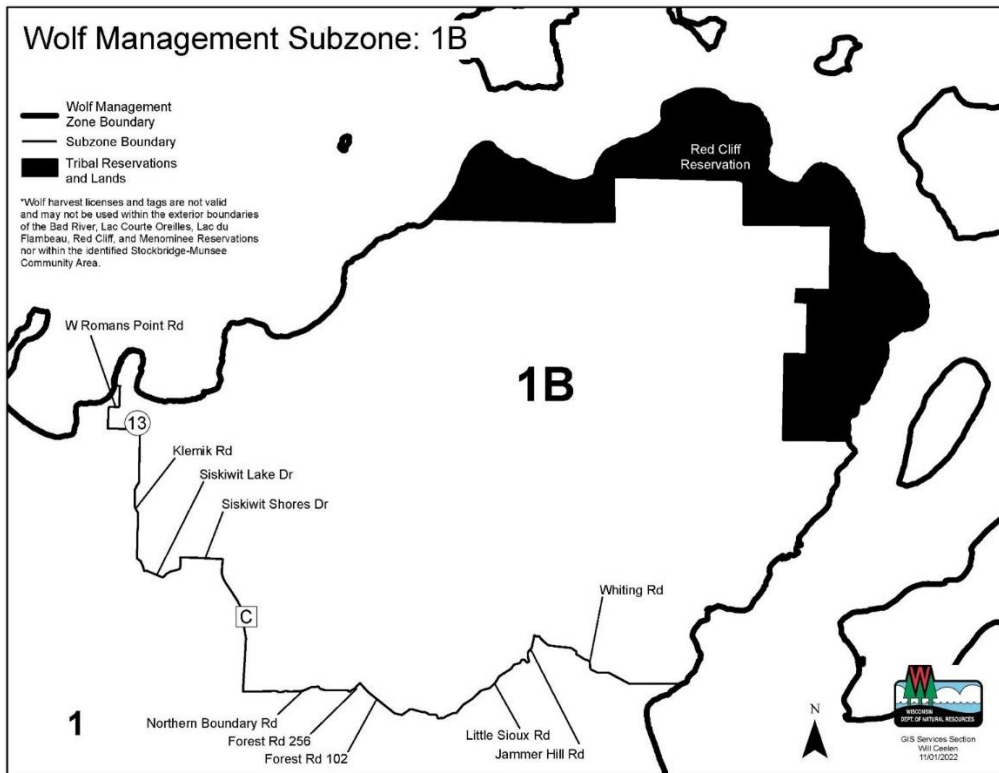 Wolf Management Subzone: 1B
Wolf Management
Zone Boundary
Subzone Boundary
Tribal Reservations
and Lands
*Wolf harvest licenses and tags are not valid
and may not be used within the exterior boundaries
of the Bad River, Lac Courte Oreilles, Lac du
Flambeau, Red Cliff, and Menominee Reservations
nor within the identified Stockbridge-Munsee
Community Area.
Red Cliff
Reservation
W Romans Point Rd
1B
13
Klemik Rd
Siskiwit Lake Dr
Siskiwit Shores Dr
C
Whiting Rd
1
Northern Boundary Rd
Forest Rd 256
Forest Rd 102
Little Sioux Rd
Jammer Hill Rd
N
W
WISCONSIN
DEPT. OF NATURAL RESOURCES
GIS Services Section
Will Ceelen
11/01/2022